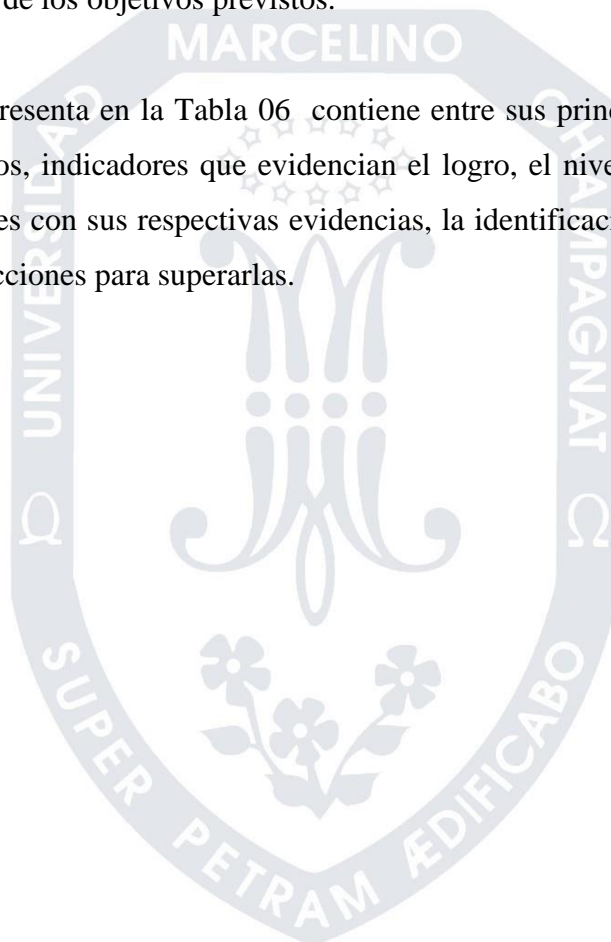 de los objetivos previstos.
resenta en la Tabla 06 contiene entre sus princ
os, indicadores que evidencian el logro, el nive
es con sus respectivas evidencias, la identificaci
cciones para superarlas.
UNIVERSIDAD MARCELINO CHAMPAGNAT
Ω Ω
SUPER PETRAM ÆDIFICABO